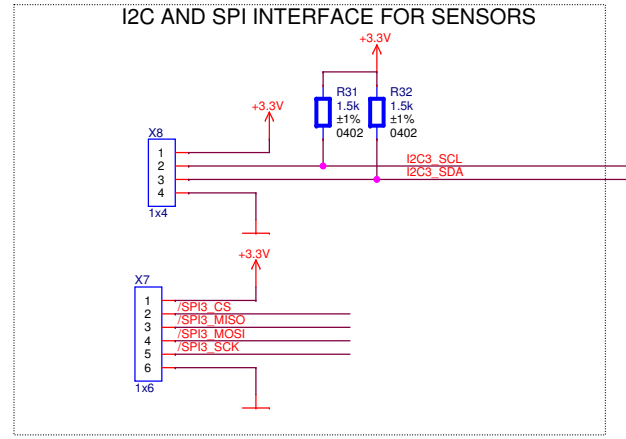 I2C AND SPI INTERFACE FOR SENSORS
+3.3V
R31
1.5k
±1%
0402
R32
1.5k
±1%
0402
+3.3V
X8
1
2
3
4
1x4
I2C3_SCL
I2C3_SDA
+3.3V
X7
1
2
3
4
5
6
1x6
/SPI3_CS
/SPI3_MISO
/SPI3_MOSI
/SPI3_SCK